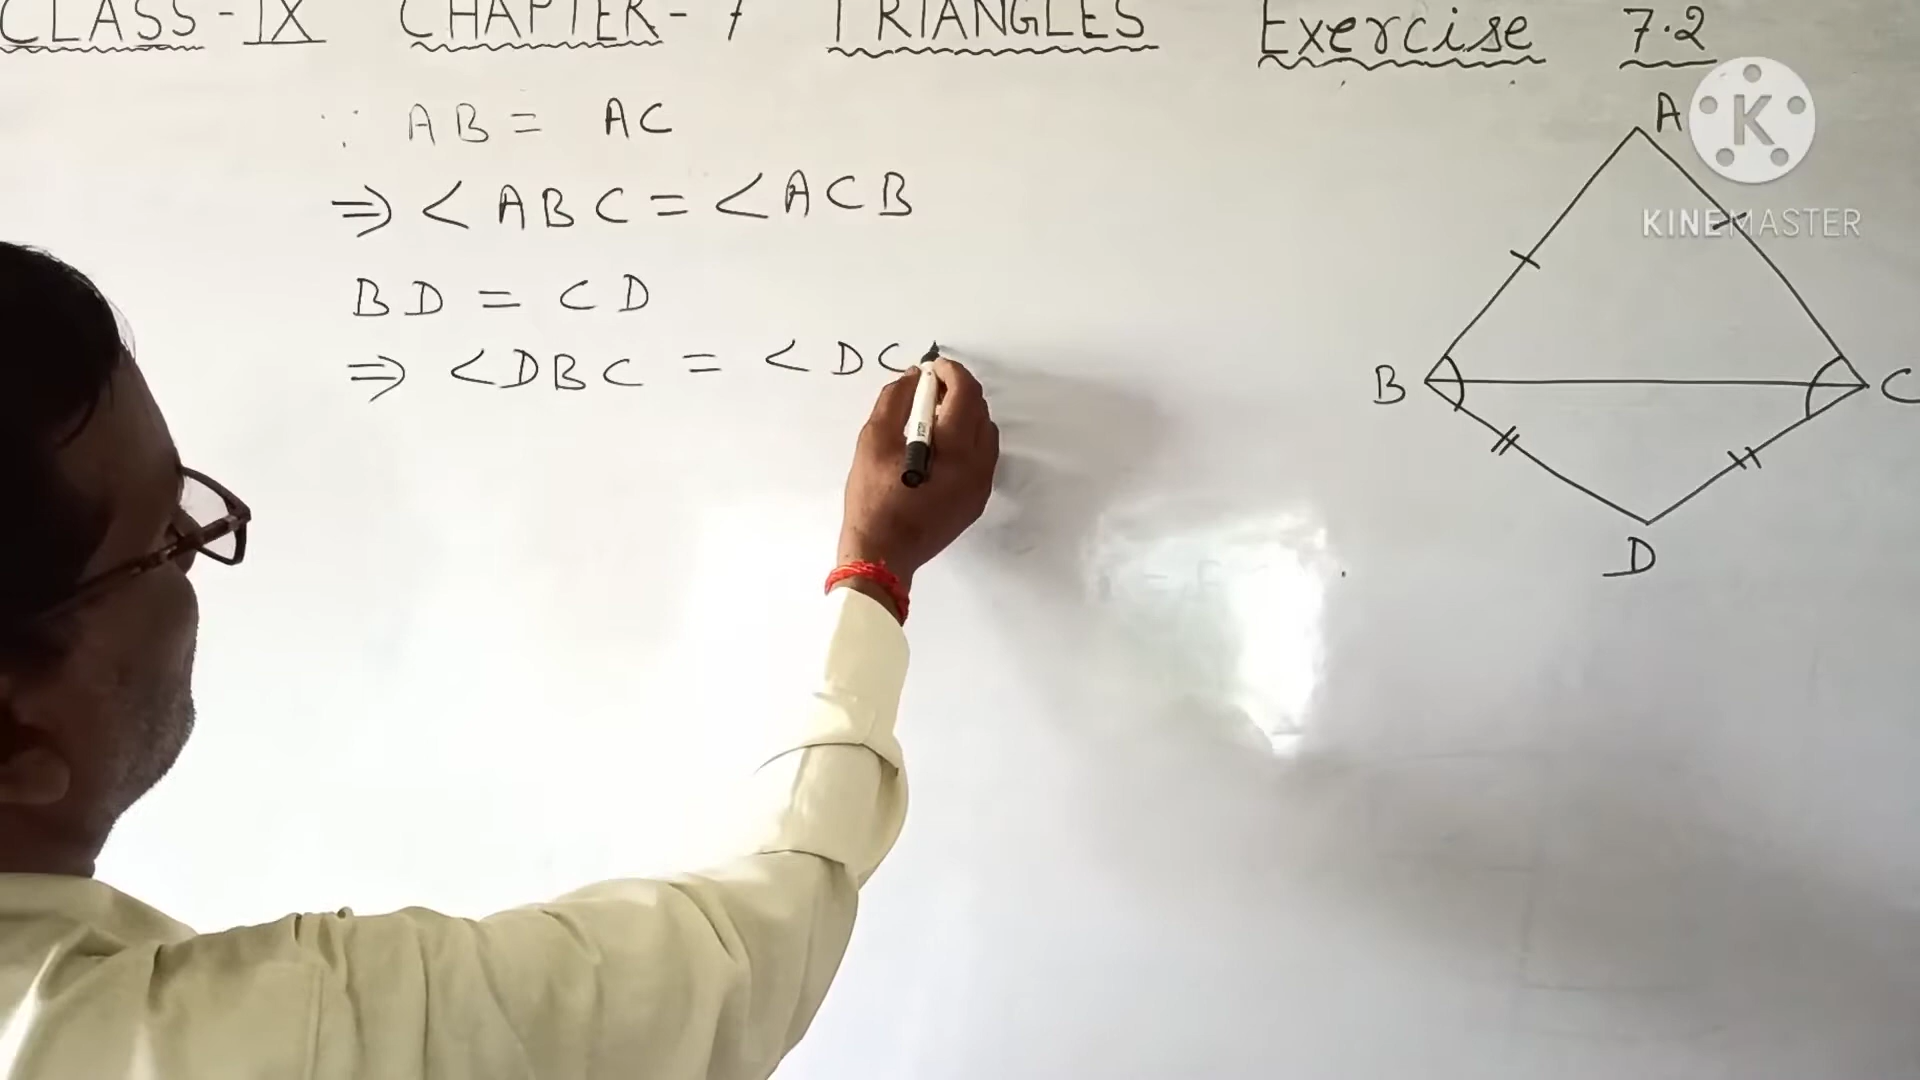 CLASS-IX CHAPTER-7 TRIANGLES Exercise 7.2
∵ AB = AC
⇒ <ABC = <ACB
BD = CD
⇒ <DBC = <DC
A
K
KINEMASTER
B
C
D